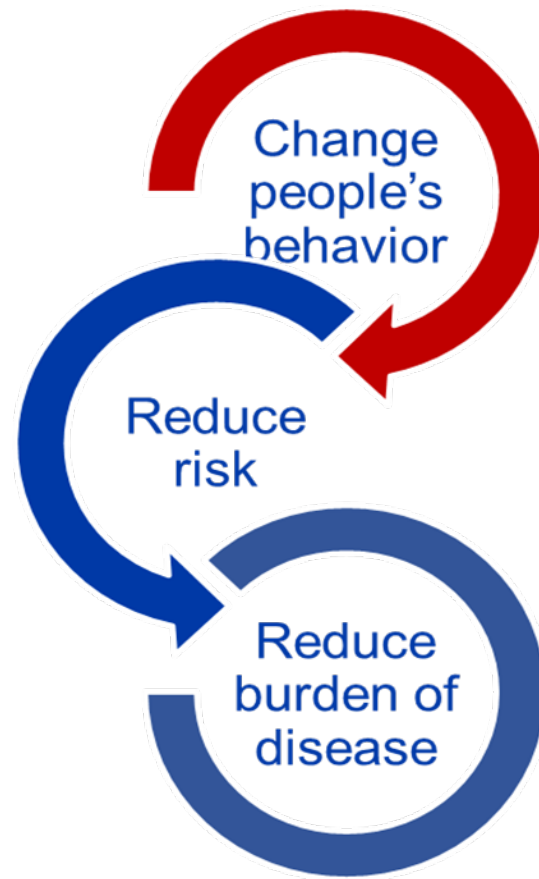 Change
people’s
behavior
Reduce
risk
Reduce
burden of
disease